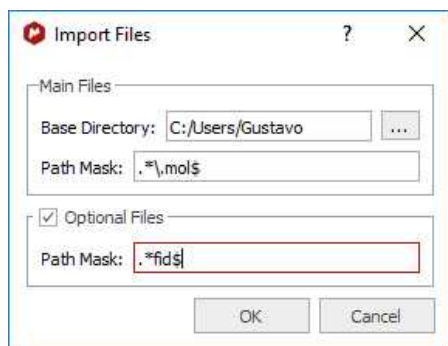 Import Files ?
Main Files
Base Directory: C:/Users/Gustavo ...
Path Mask: .*\.mol$
Optional Files
Path Mask: .*fid$
OK Cancel